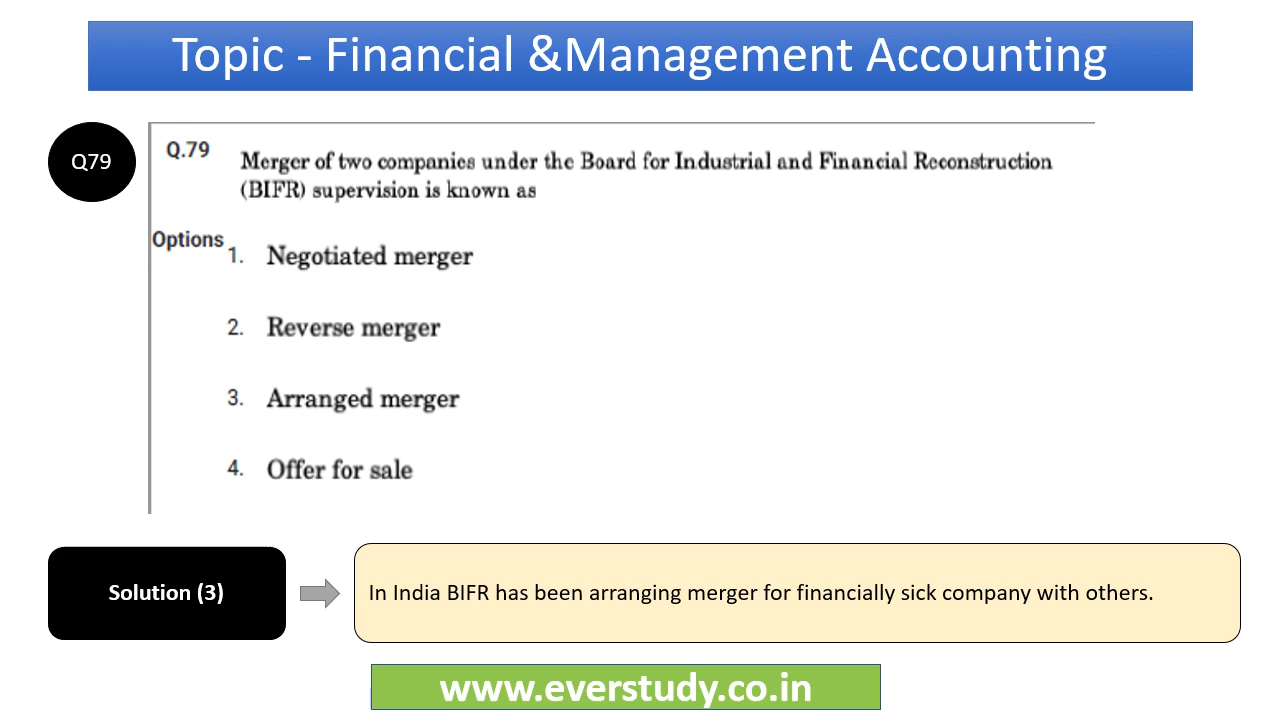 Topic - Financial &Management Accounting
Q79
Q.79
Merger of two companies under the Board for Industrial and Financial Reconstruction
(BIFR) supervision is known as
Options
1. Negotiated merger
2. Reverse merger
3. Arranged merger
4. Offer for sale
Solution (3)
In India BIFR has been arranging merger for financially sick company with others.
www.everstudy.co.in